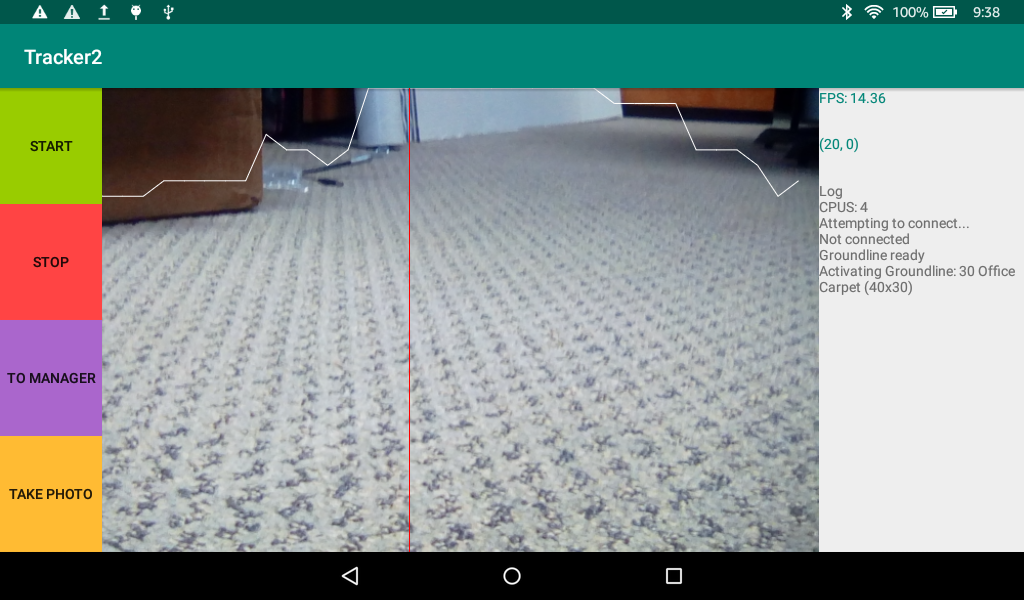 100%
9:38
Tracker2
START
STOP
TO MANAGER
TAKE PHOTO
FPS: 14.36
(20, 0)
Log
CPUS: 4
Attempting to connect...
Not connected
Groundline ready
Activating Groundline: 30 Office
Carpet (40x30)